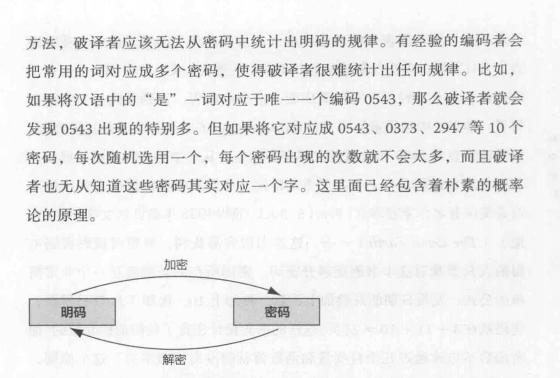 方法，破译者应该无法从密码中统计出明码的规律。有经验的编码者会
把常用的词对应成多个密码，使得破译者很难统计出任何规律。比如，
如果将汉语中的“是”一词对应于唯一一个编码 0543，那么破译者就会
发现 0543 出现的特别多。但如果将它对应成 0543、0373、2947 等 10 个
密码，每次随机选用一个，每个密码出现的次数就不会太多，而且破译
者也无从知道这些密码其实对应一个字。这里面已经包含着朴素的概率
论的原理。
加密
明码
密码
解密